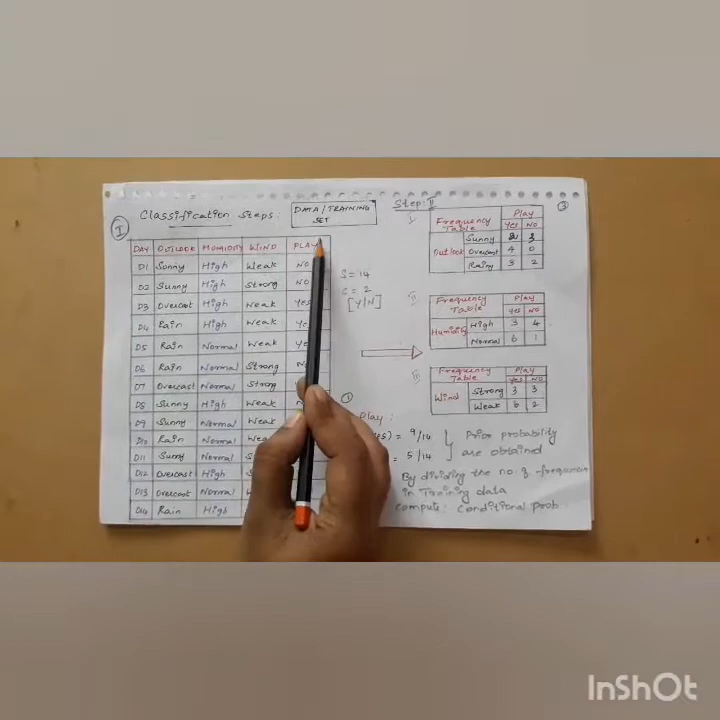 I
Classification Steps:
DATA / TRAINING
SET
DAY OUTLOOK HUMIDITY WIND PLAY
D1 Sunny High Weak NO
D2 Sunny High Strong NO
D3 Overcast High Weak Yes
D4 Rain High Weak
D5 Rain Normal Weak
D6 Rain Normal Strong
D7 Overcast Normal Strong
D8 Sunny High Weak
D9 Sunny Normal Weak
D10 Rain Normal
D11 Sunny Normal
D12 Overcast High
D13 Overcast Normal
D14 Rain High
S = 14
C = 2
[Y/N]
①
Play:
= 9/14
= 5/14
Prior probability
are obtained
By dividing the no. of frequencies
in Training data
compute: Conditional Prob
Step: II
②
I
Frequency Table Play
Yes NO
Outlook Sunny 2 3
Overcast 4 0
Rainy 3 2
II
Frequency Table Play
Yes NO
Humidity High 3 4
Normal 6 1
III
Frequency Table Play
Yes NO
Wind Strong 3 3
Weak 6 2
InShOt